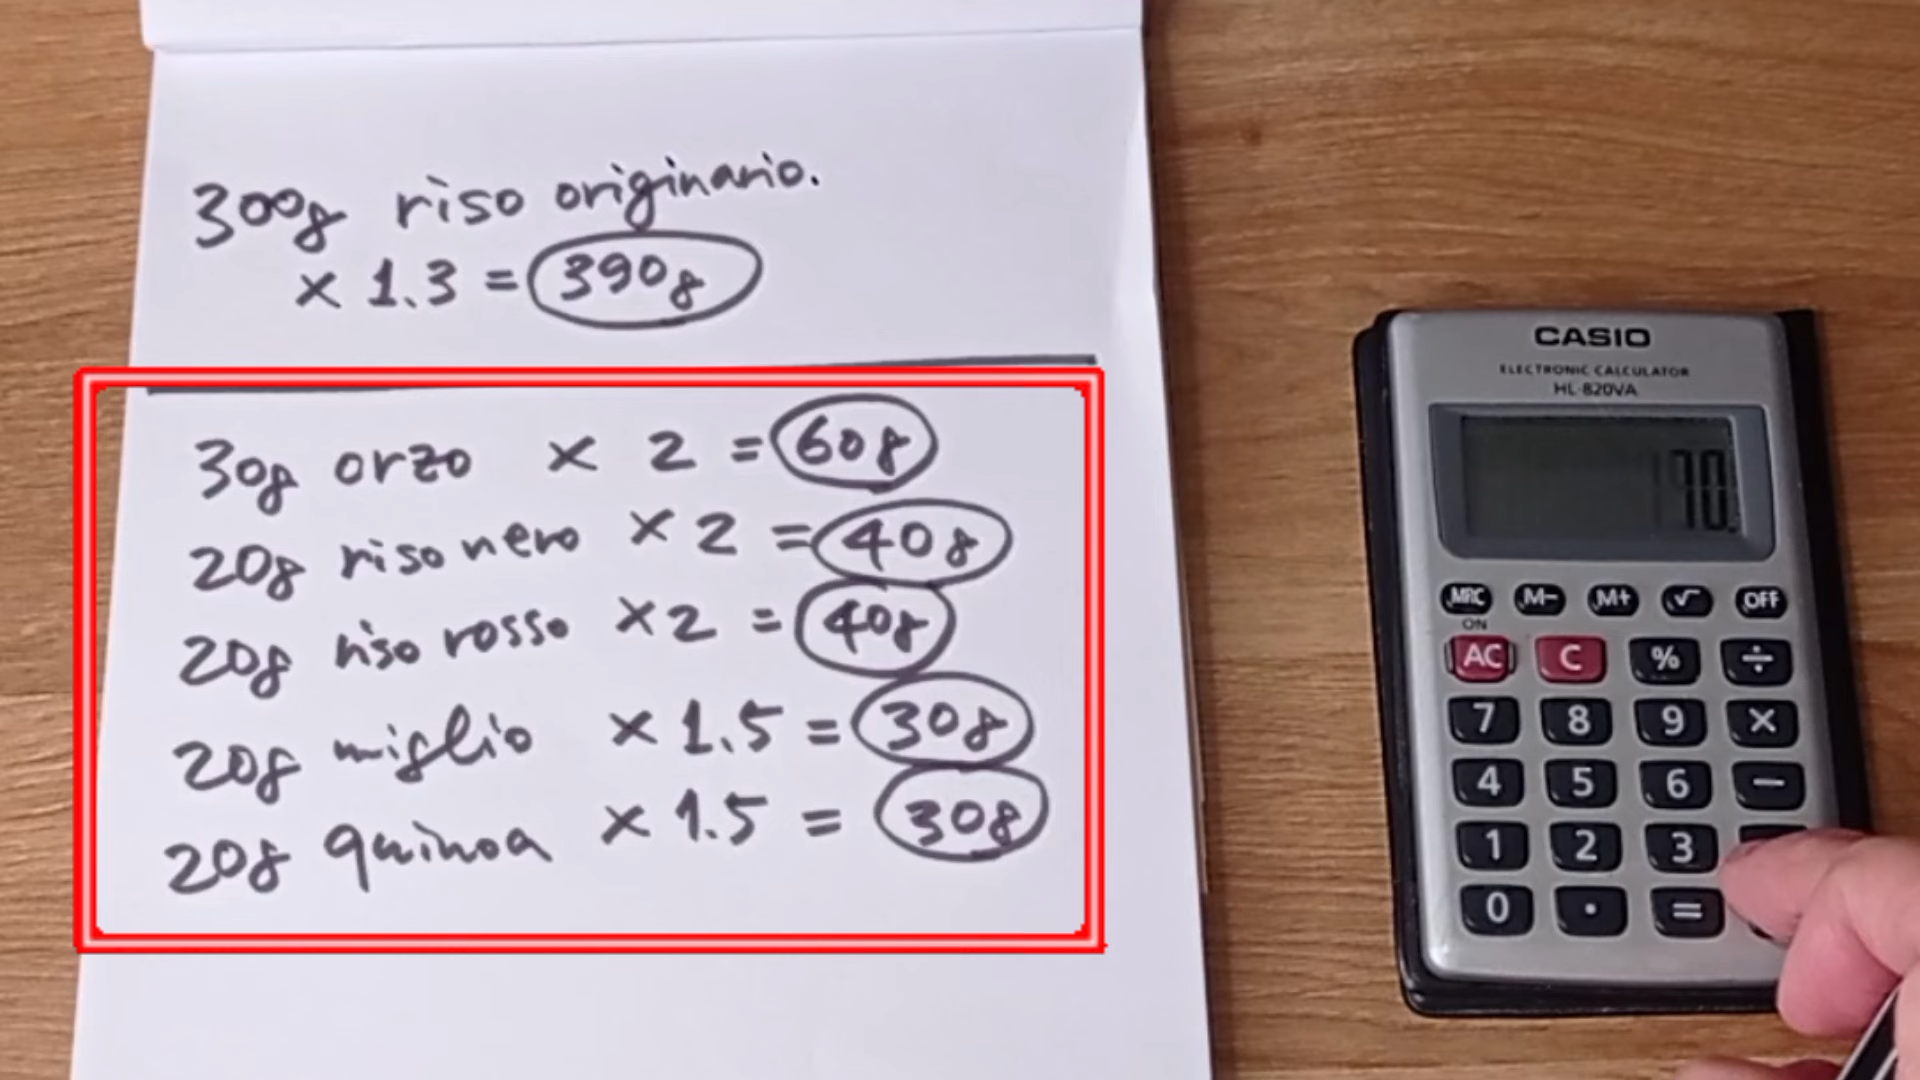 300g riso originario.
x 1.3 = 390g
30g orzo x 2 = 60g
20g riso nero x 2 = 40g
20g riso rosso x2 = 40g
20g miglio x 1.5 = 30g
20g quinoa x 1.5 = 30g
CASIO
ELECTRONIC CALCULATOR
HL-820VA
MRC M- M+ √ OFF
ON
AC C % ÷
7 8 9 ×
4 5 6 −
1 2 3
0 . =